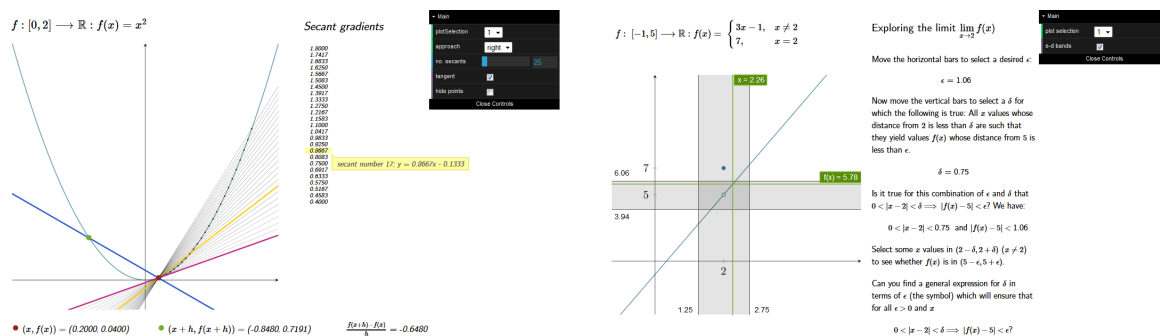 f : [0, 2] ⟶ ℝ : f(x) = x²
Secant gradients
1.8000
1.7417
1.6833
1.6250
1.5667
1.5083
1.4500
1.3917
1.3333
1.2750
1.2167
1.1583
1.1000
1.0417
0.9833
0.9250
0.8667
0.8083
0.7500
0.6917
0.6333
0.5750
0.5167
0.4583
0.4000
secant number 17: y = 0.8667x - 0.1333
Main
plotSelection 1
approach right
no. secants 25
tangent
hide points
Close Controls
(x, f(x)) = (0.2000, 0.0400)
(x + h, f(x + h)) = (-0.8480, 0.7191)
f(x+h)−f(x) / h = -0.6480
f : [−1, 5] ⟶ ℝ : f(x) = { 3x − 1, x ≠ 2
7, x = 2
x = 2.26
7
6.06
f(x) = 5.78
5
3.94
2
1.25
2.75
Exploring the limit lim x→2 f(x)
Move the horizontal bars to select a desired ϵ:
ϵ = 1.06
Now move the vertical bars to select a δ for
which the following is true: All x values whose
distance from 2 is less than δ are such that
they yield values f(x) whose distance from 5 is
less than ϵ.
δ = 0.75
Is it true for this combination of ϵ and δ that
0 < |x − 2| < δ ⟹ |f(x) − 5| < ϵ? We have:
0 < |x − 2| < 0.75 and |f(x) − 5| < 1.06
Select some x values in (2 − δ, 2 + δ) (x ≠ 2)
to see whether f(x) is in (5 − ϵ, 5 + ϵ).
Can you find a general expression for δ in
terms of ϵ (the symbol) which will ensure that
for all ϵ > 0 and x
0 < |x − 2| < δ ⟹ |f(x) − 5| < ϵ?
Main
plot selection 1
e-d bands
Close Controls